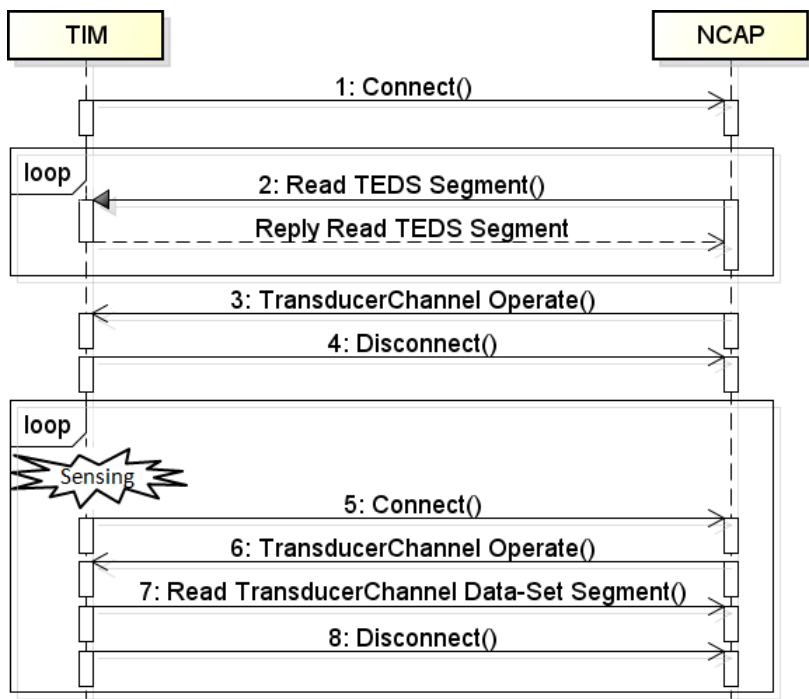 TIM
NCAP
1: Connect()
loop
2: Read TEDS Segment()
Reply Read TEDS Segment
3: TransducerChannel Operate()
4: Disconnect()
loop
Sensing
5: Connect()
6: TransducerChannel Operate()
7: Read TransducerChannel Data-Set Segment()
8: Disconnect()